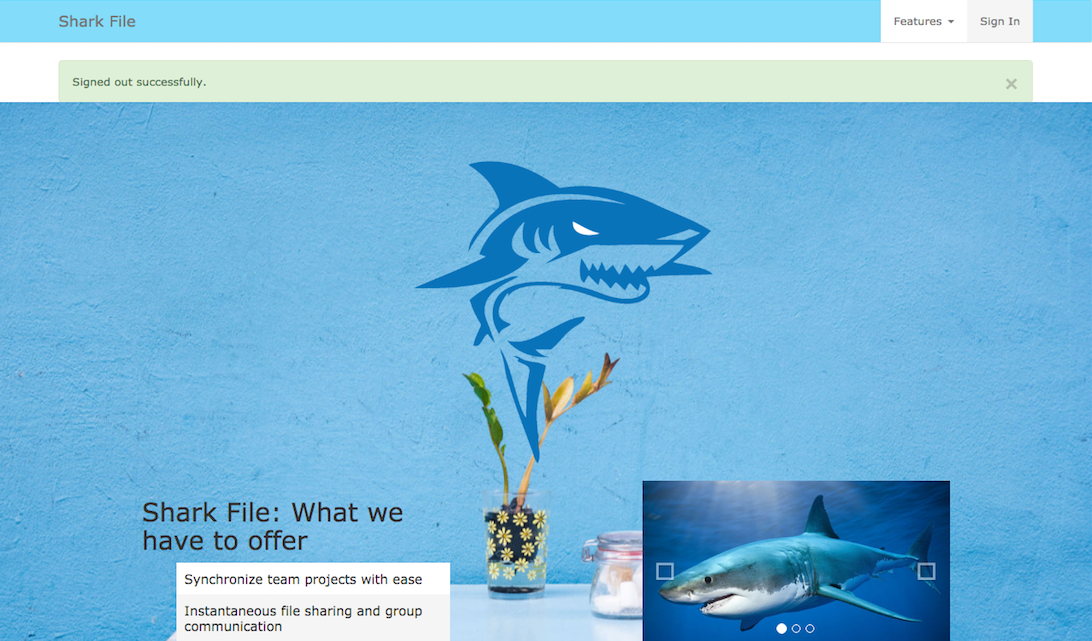 Shark File
Features
Sign In
Signed out successfully.
×
Shark File: What we
have to offer
Synchronize team projects with ease
Instantaneous file sharing and group
communication